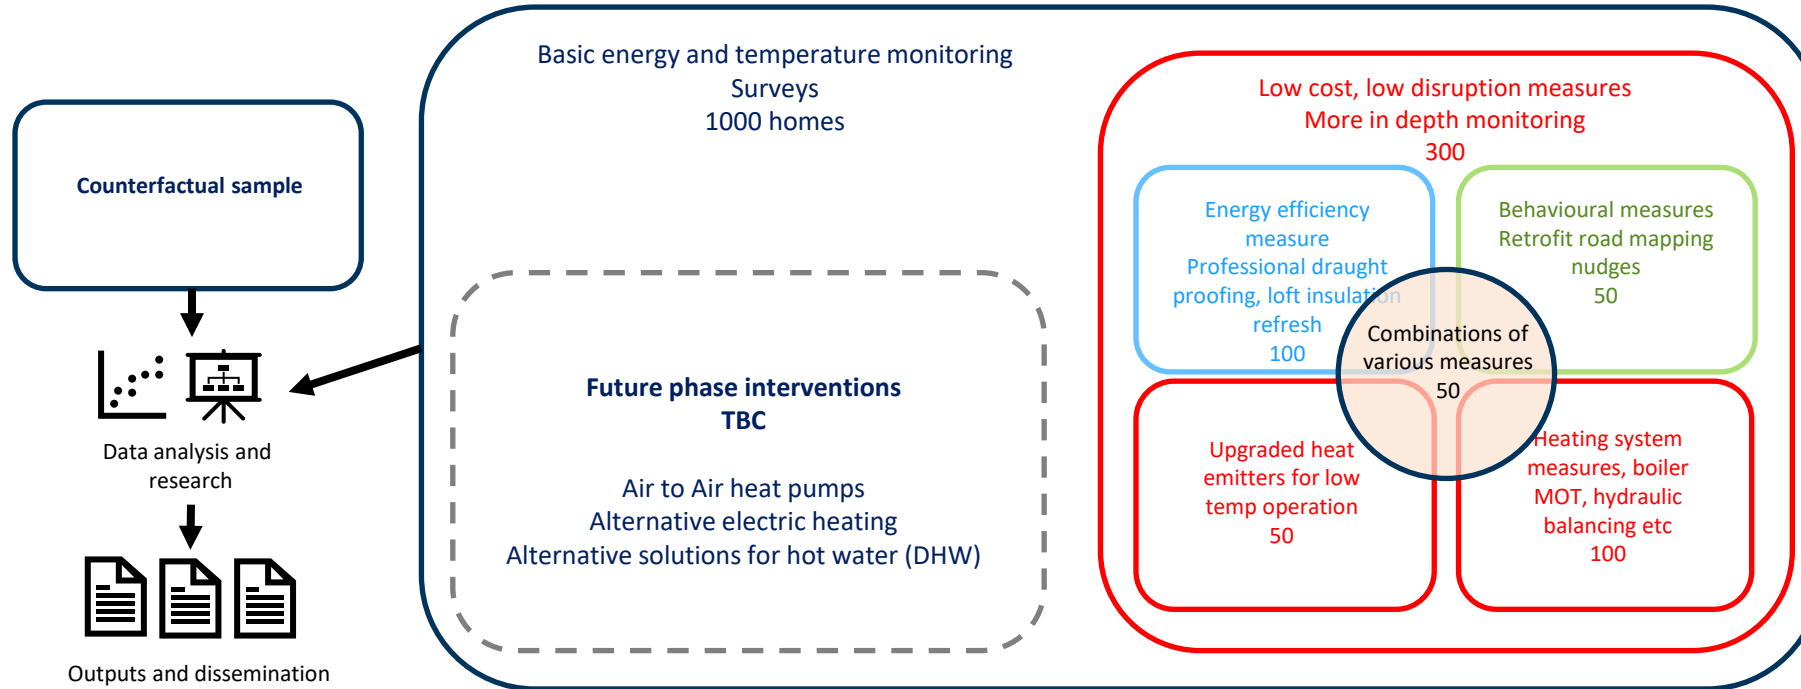 Basic energy and temperature monitoring
Surveys
1000 homes
Low cost, low disruption measures
More in depth monitoring
300
Counterfactual sample
Energy efficiency
measure
Professional draught
proofing, loft insulation
refresh
100
Behavioural measures
Retrofit road mapping
nudges
50
Combinations of
various measures
50
Upgraded heat
emitters for low
temp operation
50
Heating system
measures, boiler
MOT, hydraulic
balancing etc
100
Future phase interventions
TBC
Air to Air heat pumps
Alternative electric heating
Alternative solutions for hot water (DHW)
Data analysis and
research
Outputs and dissemination